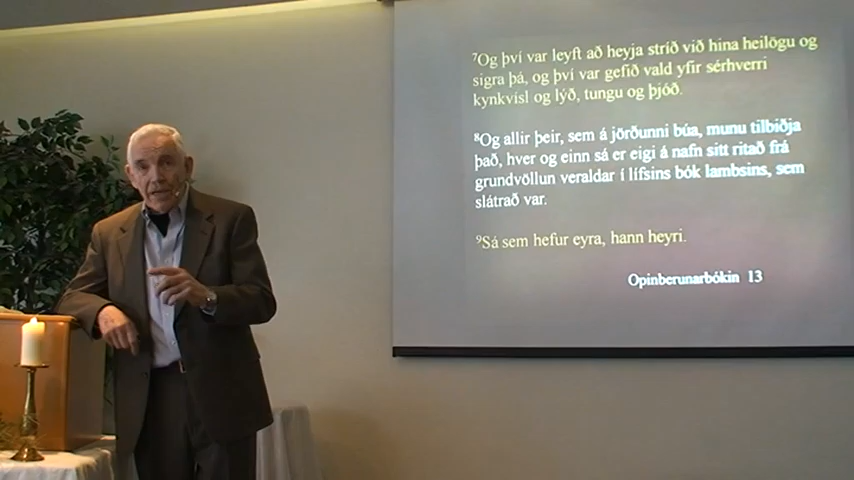 ⁷Og því var leyft að heyja stríð við hina heilögu og
sigra þá, og því var gefið vald yfir sérhverri
kynkvísl og lýð, tungu og þjóð.
⁸Og allir þeir, sem á jörðunni búa, munu tilbiðja
það, hver og einn sá er eigi á nafn sitt ritað frá
grundvöllun veraldar í lífsins bók lambsins, sem
slátrað var.
⁹Sá sem hefur eyra, hann heyri.
Opinberunarbókin 13